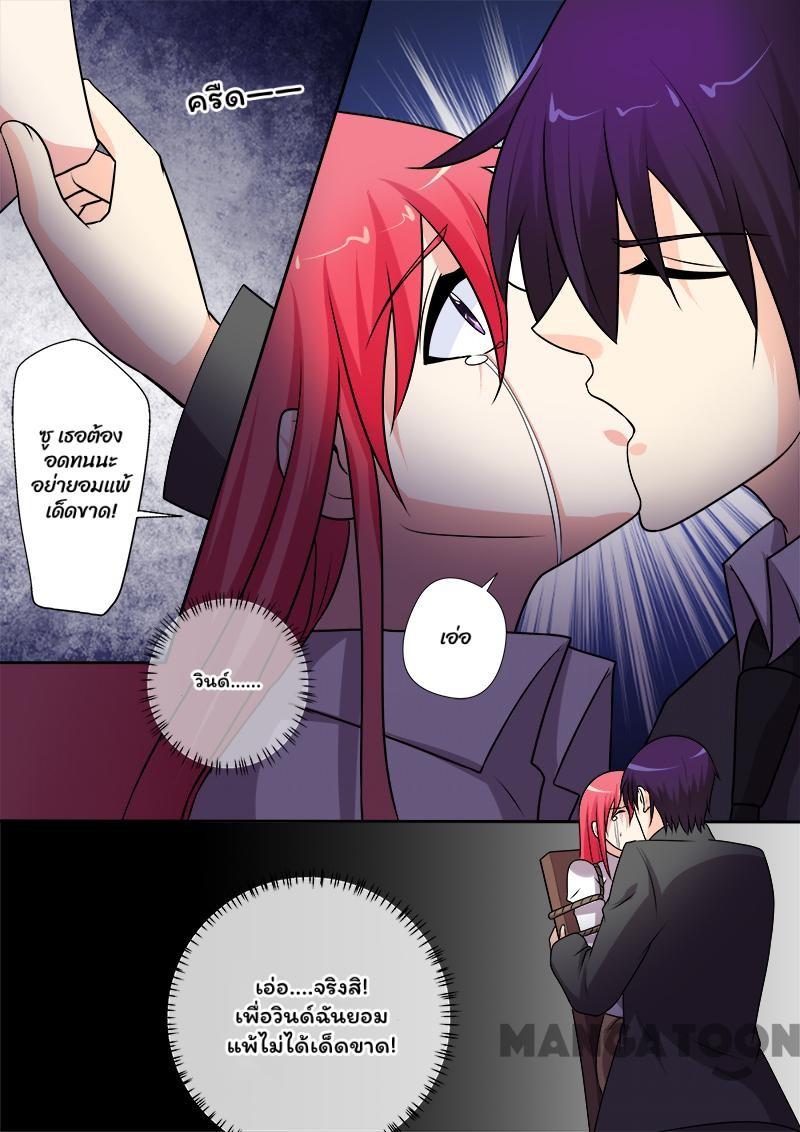 ครืด——
ซู เธอต้อง
อดทนนะ
อย่ายอมแพ้
เด็ดขาด!
เอ่อ
วินด์......
เอ่อ....จริงสิ!
เพื่อวินด์ฉันยอม
แพ้ไม่ได้เด็ดขาด!
MANGATOON